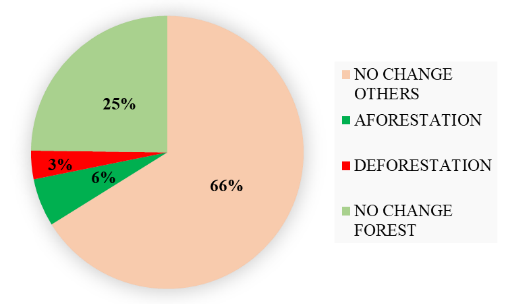 25%
3%
6%
66%
NO CHANGE
OTHERS
AFORESTATION
DEFORESTATION
NO CHANGE
FOREST